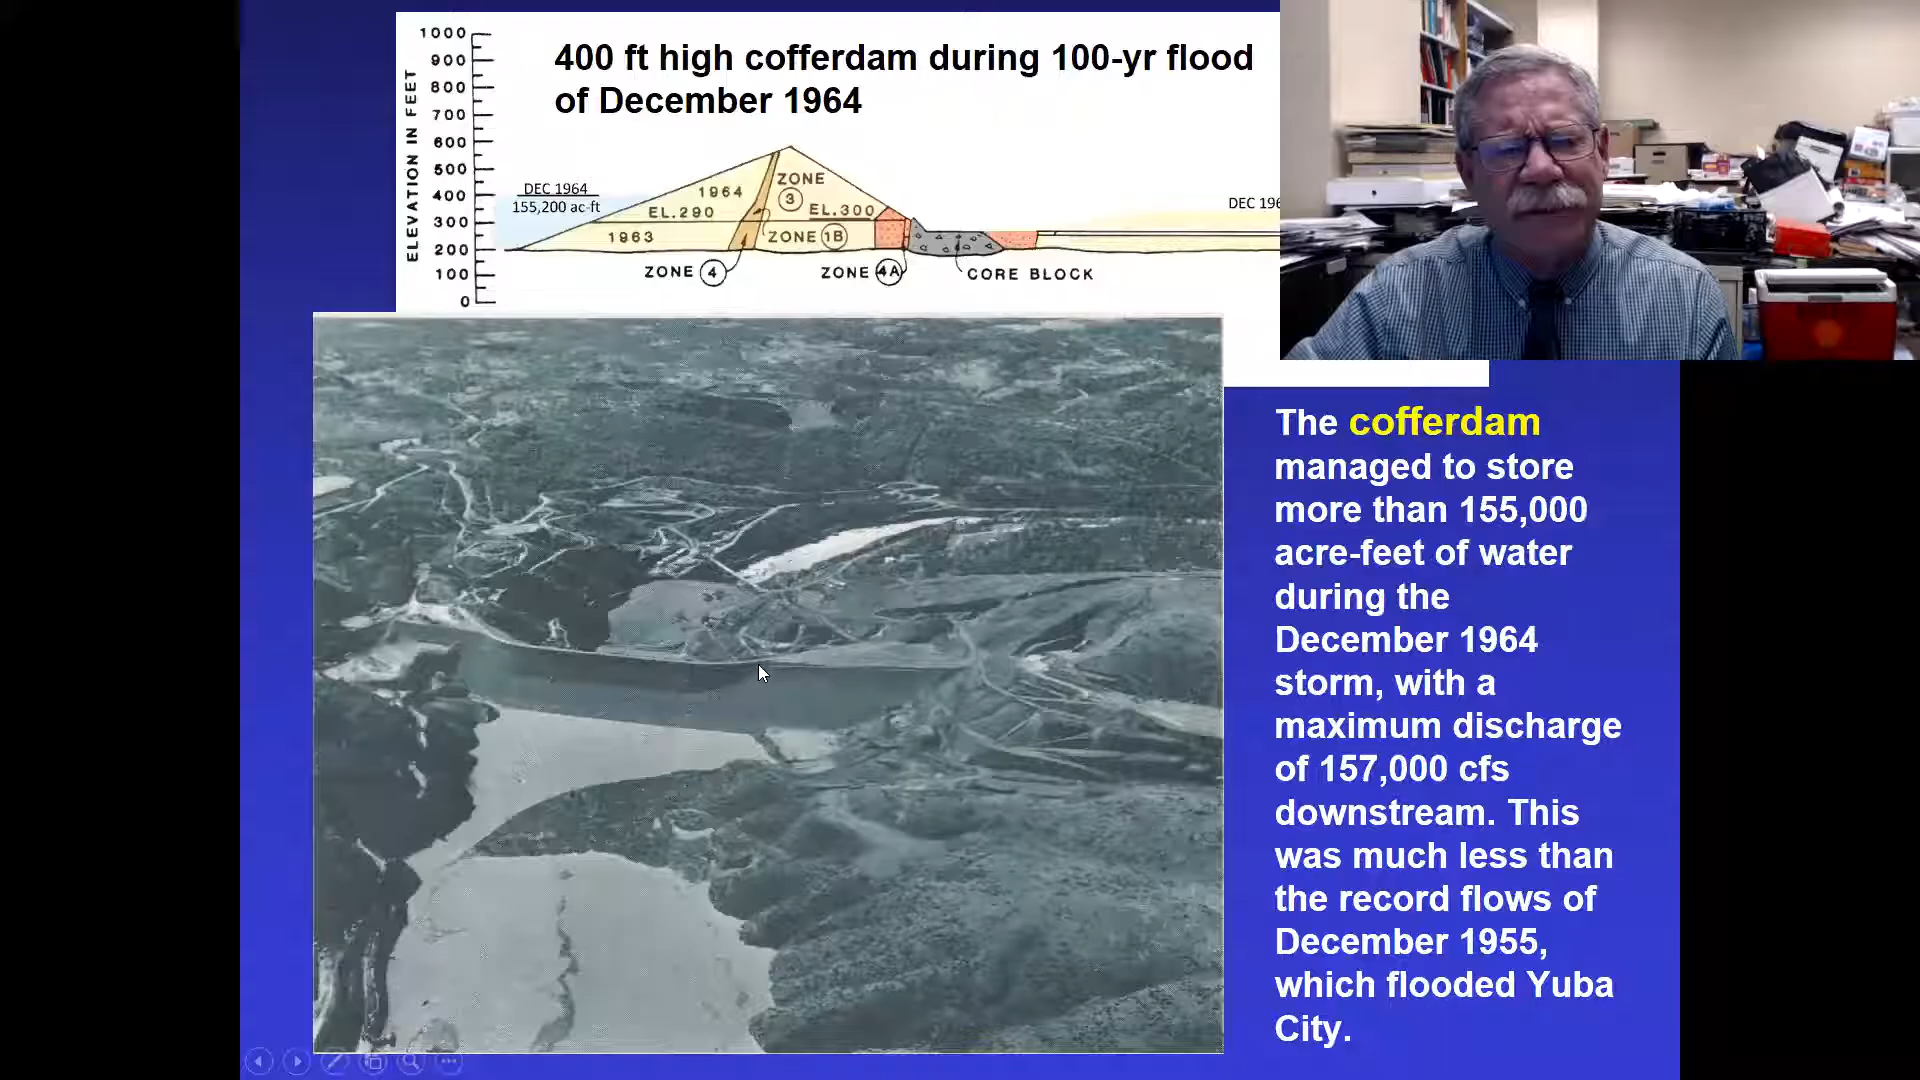 400 ft high cofferdam during 100-yr flood
of December 1964
ELEVATION IN FEET
1000
900
800
700
600
500
400
300
200
100
0
DEC 1964
155,200 ac-ft
1964
EL.290
1963
ZONE
3
EL.300
ZONE 1B
ZONE 4
ZONE 4A
CORE BLOCK
DEC 196
The cofferdam
managed to store
more than 155,000
acre-feet of water
during the
December 1964
storm, with a
maximum discharge
of 157,000 cfs
downstream. This
was much less than
the record flows of
December 1955,
which flooded Yuba
City.